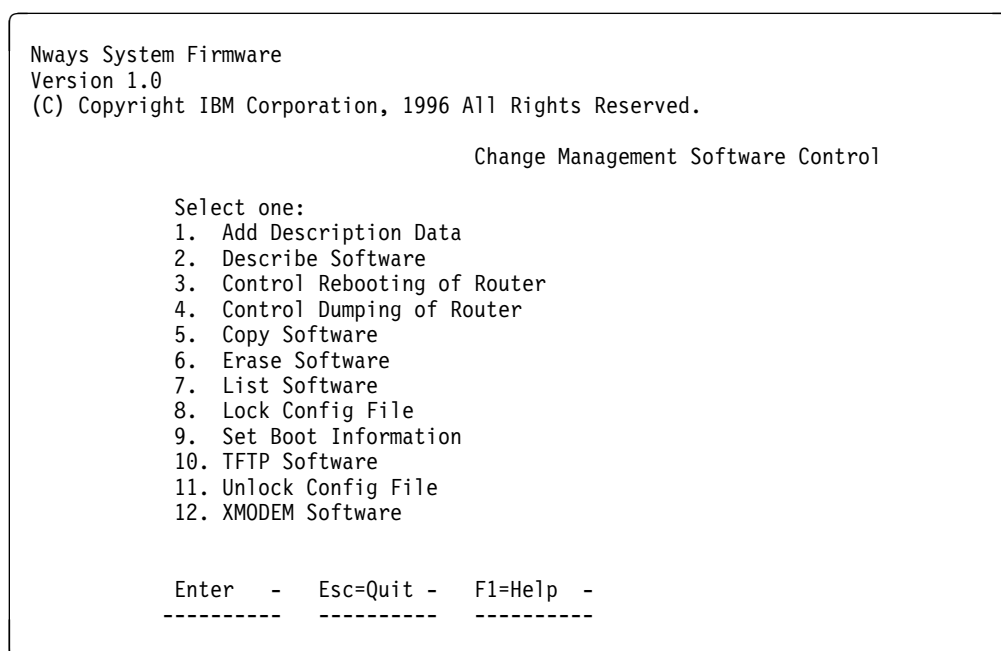 Nways System Firmware
Version 1.0
(C) Copyright IBM Corporation, 1996 All Rights Reserved.
Change Management Software Control
Select one:
1. Add Description Data
2. Describe Software
3. Control Rebooting of Router
4. Control Dumping of Router
5. Copy Software
6. Erase Software
7. List Software
8. Lock Config File
9. Set Boot Information
10. TFTP Software
11. Unlock Config File
12. XMODEM Software
Enter - Esc=Quit - F1=Help -
---------- ---------- ----------